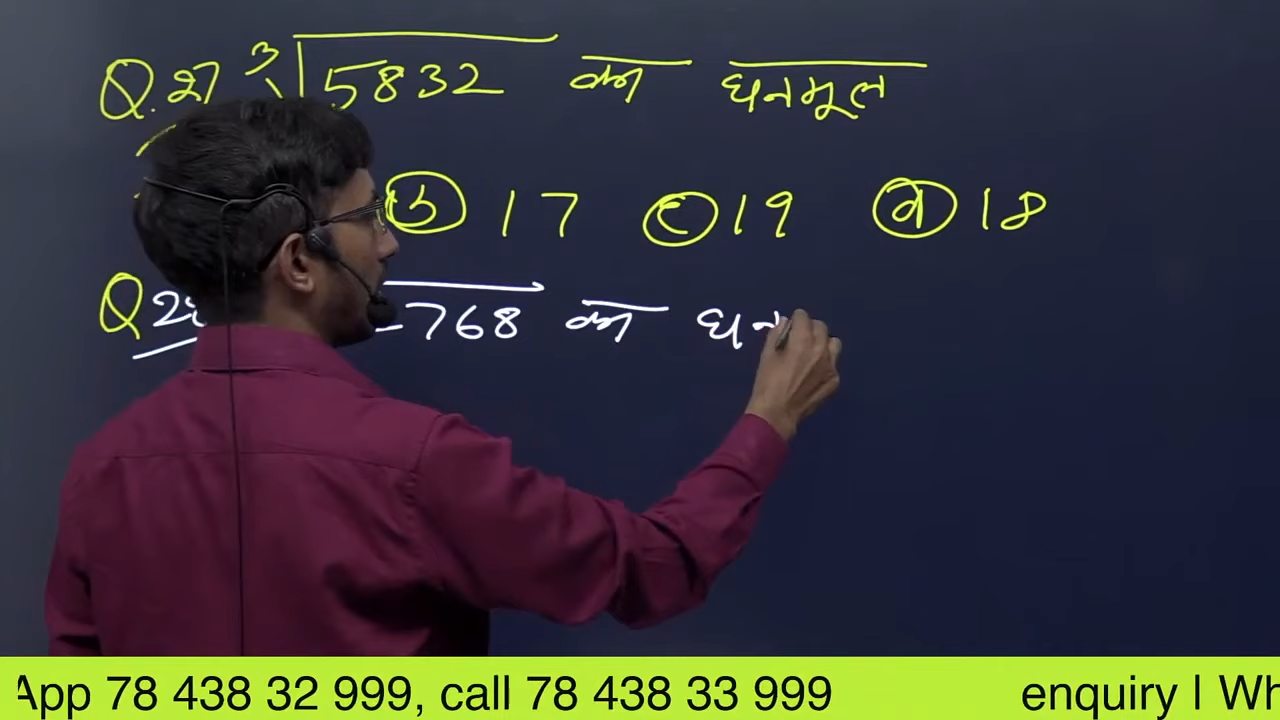 Q.27 ∛5832 का घनमूल
b 17 c 19 d 18
Q 768 का घन
App 78 438 32 999, call 78 438 33 999 enquiry I Wh